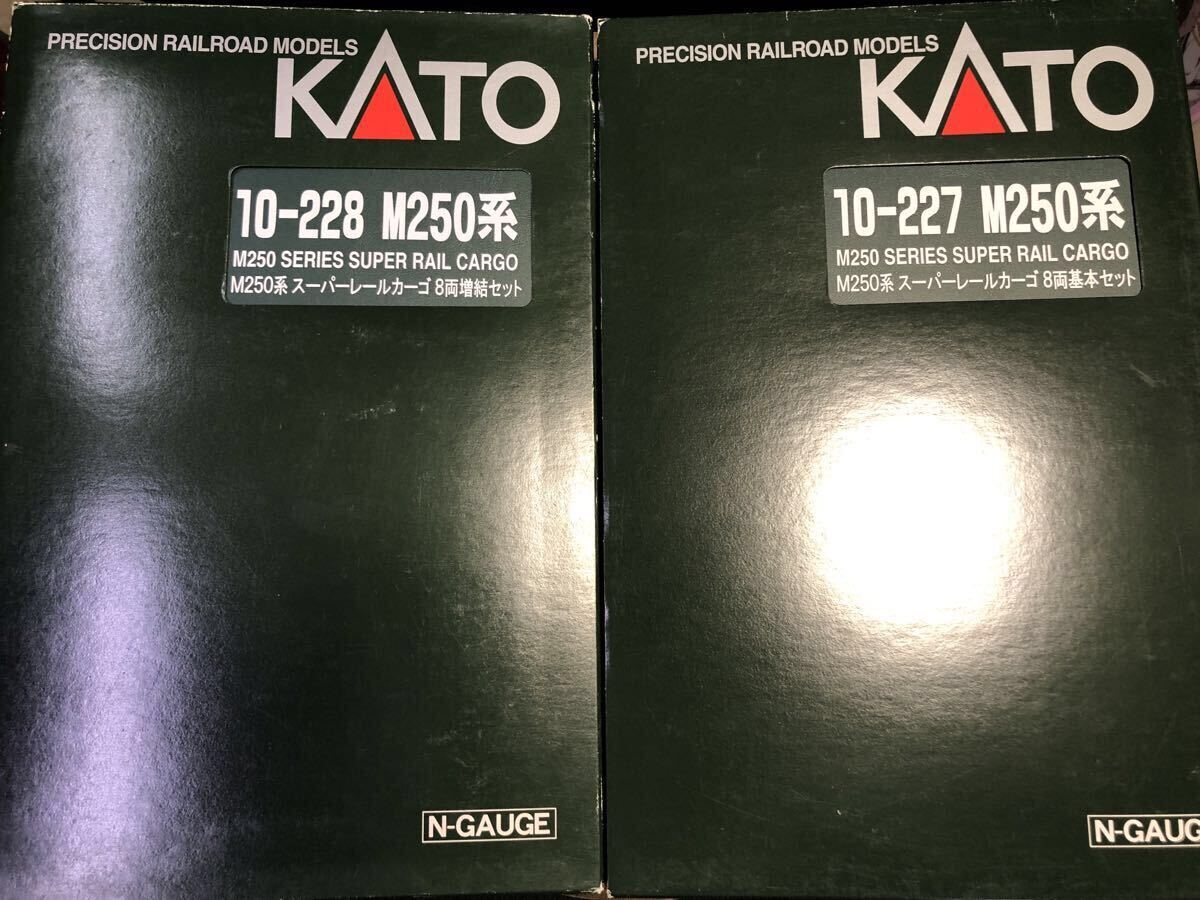 PRECISION RAILROAD MODELS
KATO
10-228 M250系
M250 SERIES SUPER RAIL CARGO
M250系 スーパーレールカーゴ 8両増結セット
N-GAUGE
PRECISION RAILROAD MODELS
KATO
10-227 M250系
M250 SERIES SUPER RAIL CARGO
M250系 スーパーレールカーゴ 8両基本セット
N-GAUG